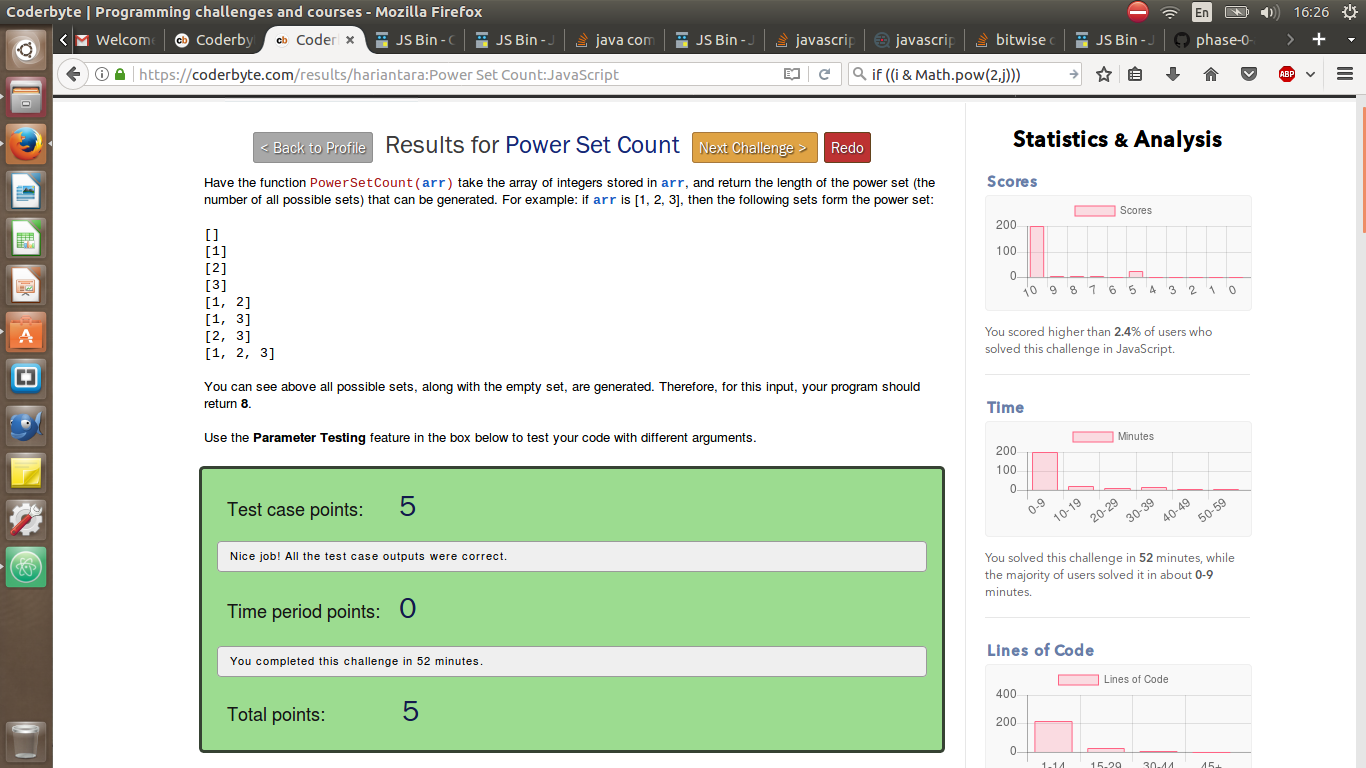 Coderbyte | Programming challenges and courses - Mozilla Firefox
En
16:26
Welcom
Coderby
Coder
JS Bin - 
JS Bin - J
java com
JS Bin - J
javascrip
javascrip
bitwise c
JS Bin - J
phase-0-
https://coderbyte.com/results/hariantara:Power Set Count:JavaScript
if ((i & Math.pow(2,j)))
ABP
< Back to Profile
Results for Power Set Count
Next Challenge >
Redo
Have the function PowerSetCount(arr) take the array of integers stored in arr, and return the length of the power set (the
number of all possible sets) that can be generated. For example: if arr is [1, 2, 3], then the following sets form the power set:
[]
[1]
[2]
[3]
[1, 2]
[1, 3]
[2, 3]
[1, 2, 3]
You can see above all possible sets, along with the empty set, are generated. Therefore, for this input, your program should
return 8.
Use the Parameter Testing feature in the box below to test your code with different arguments.
Test case points: 5
Nice job! All the test case outputs were correct.
Time period points: 0
You completed this challenge in 52 minutes.
Total points: 5
Statistics & Analysis
Scores
Scores
200
100
0
10 9 8 7 6 5 4 3 2 1 0
You scored higher than 2.4% of users who
solved this challenge in JavaScript.
Time
Minutes
200
100
0
0-9 10-19 20-29 30-39 40-49 50-59
You solved this challenge in 52 minutes, while
the majority of users solved it in about 0-9
minutes.
Lines of Code
Lines of Code
400
200
0
1-14 15-29 30-44 45+